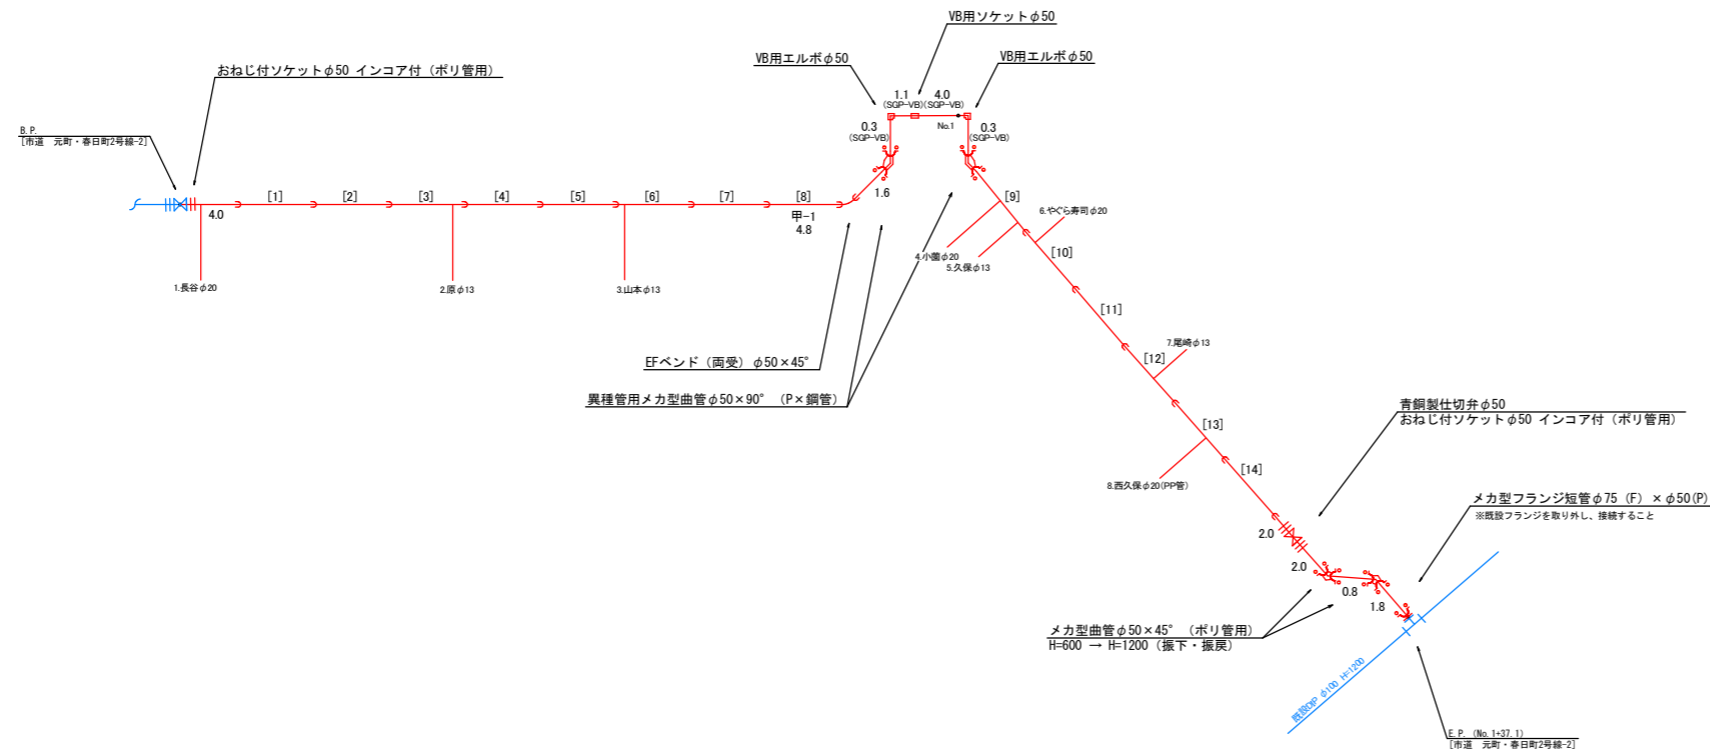 VB用ソケットφ50
VB用エルボφ50
VB用エルボφ50
おねじ付ソケットφ50 インコア付（ポリ管用）
B.P.
[市道　元町・春日町2号線-2]
1.1
(SGP-VB)
4.0
(SGP-VB)
No.1
0.3
(SGP-VB)
0.3
(SGP-VB)
4.0
[1]
[2]
[3]
[4]
[5]
[6]
[7]
[8]
甲-1
4.8
1.6
1.長谷φ20
2.原φ13
3.山本φ13
[9]
4.小薗φ20
5.久保φ13
6.やぐら寿司φ20
[10]
[11]
[12]
7.尾崎φ13
[13]
8.西久保φ20(PP管)
[14]
EFベンド（両受）φ50×45°
異種管用メカ型曲管φ50×90°（P×鋼管）
青銅製仕切弁φ50
おねじ付ソケットφ50 インコア付（ポリ管用）
メカ型フランジ短管φ75（F）×φ50(P)
※既設フランジを取り外し、接続すること
2.0
2.0
0.8
1.8
メカ型曲管φ50×45°（ポリ管用）
H=600 → H=1200（振下・振戻）
既設DIP φ100 H=1200
E.P.（No.1+37.1）
[市道　元町・春日町2号線-2]